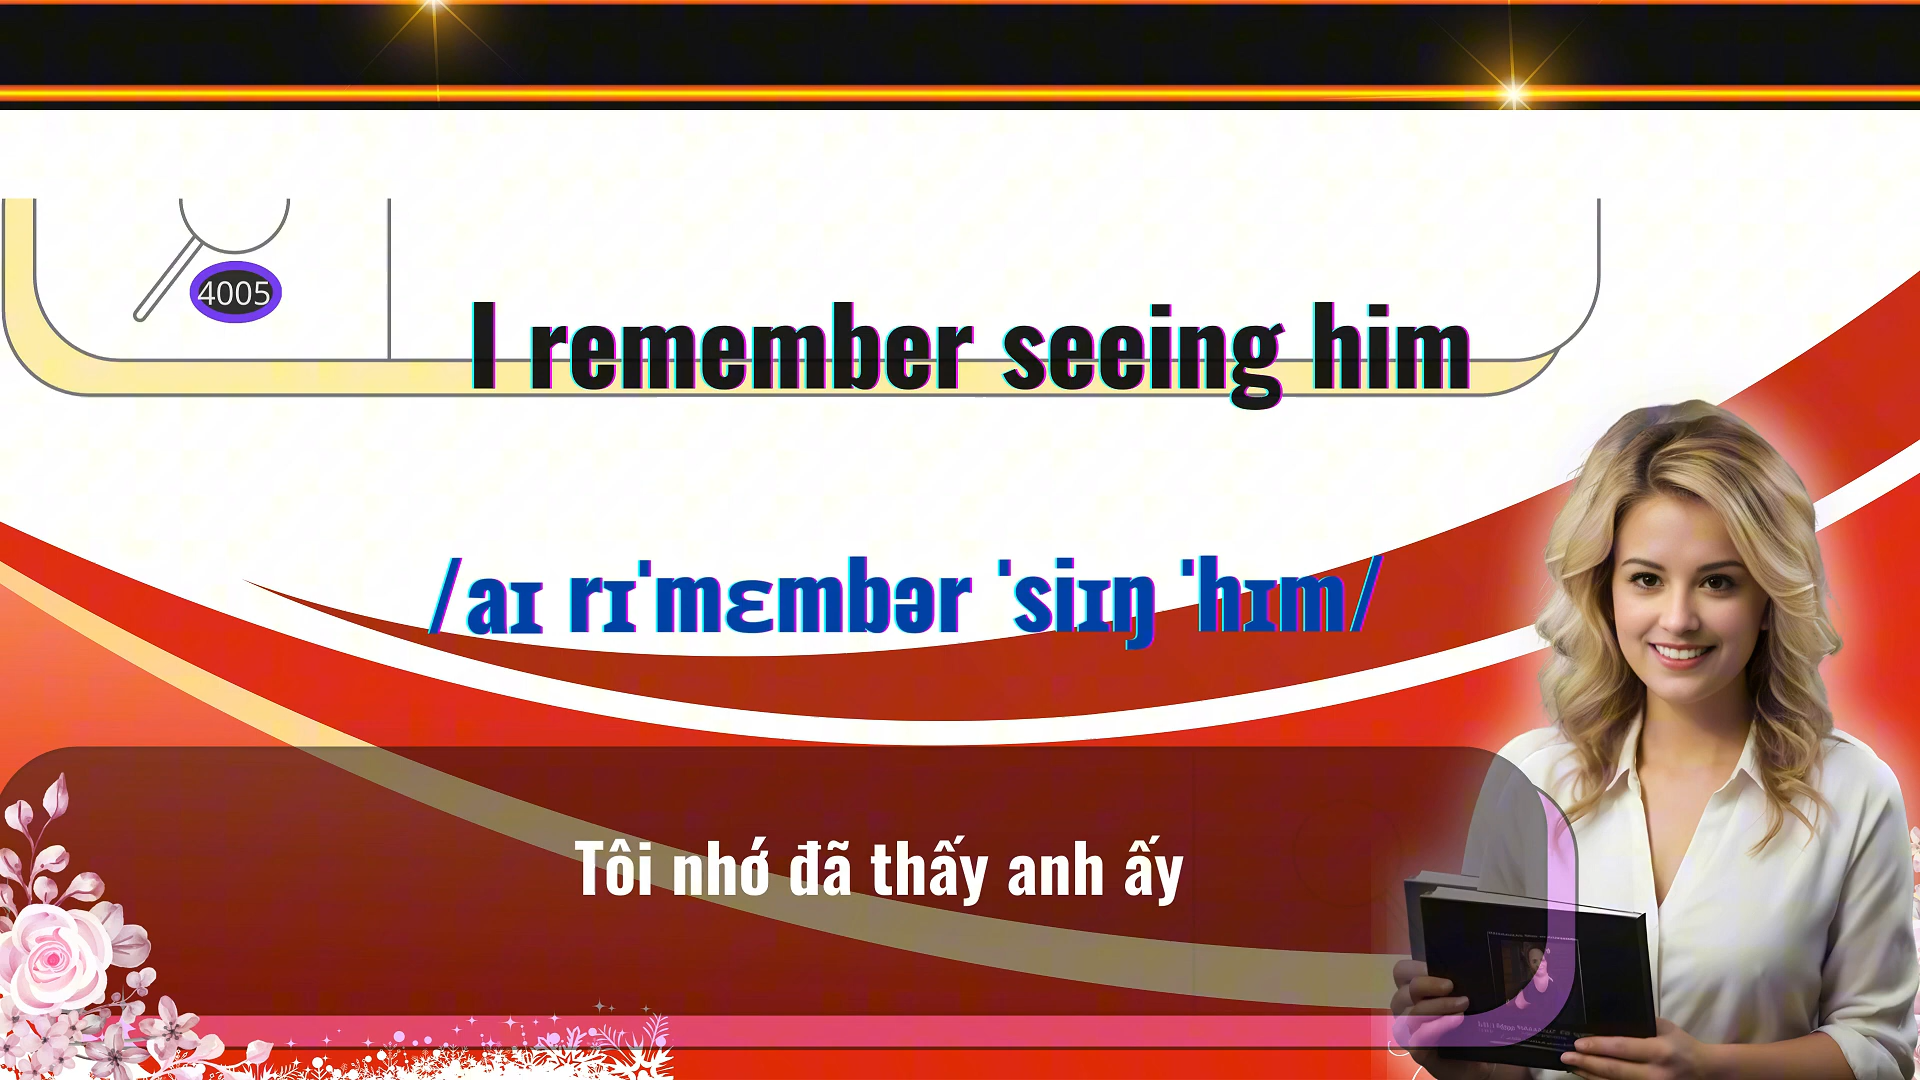 4005
I remember seeing him
/aɪ rɪˈmɛmbər ˈsiɪŋ ˈhɪm/
Tôi nhớ đã thấy anh ấy